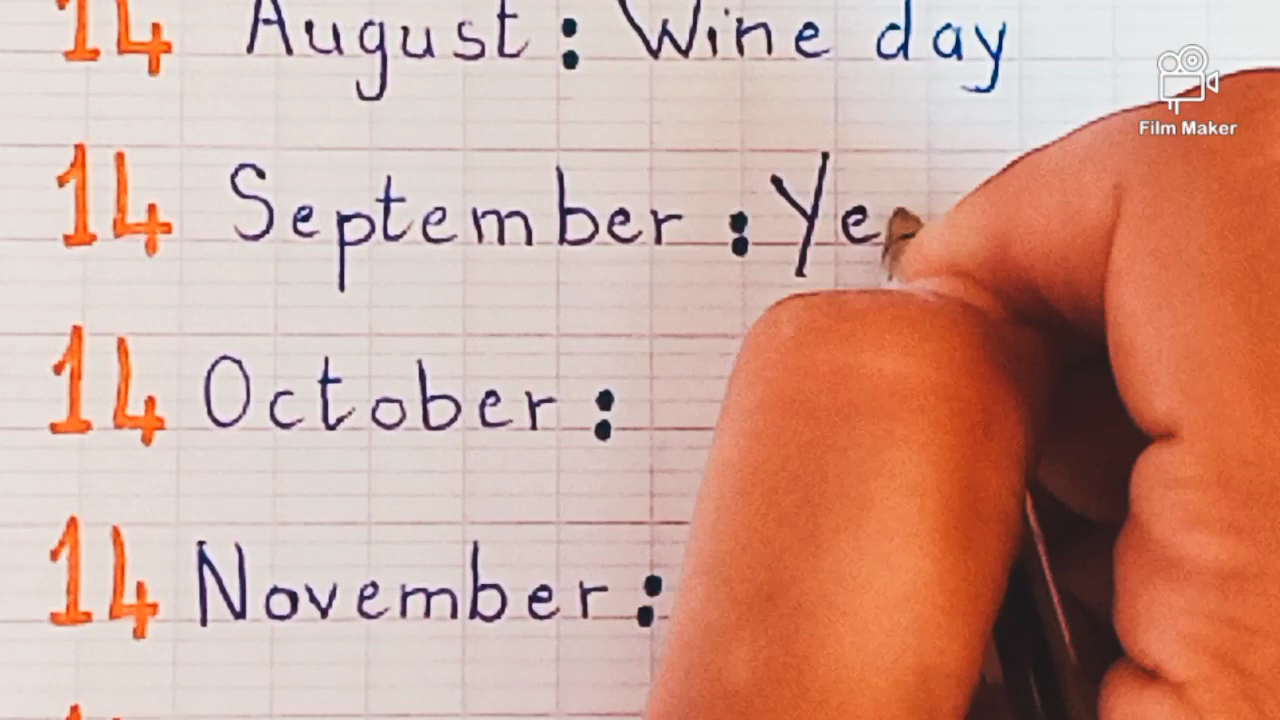 14 August : Wine day
Film Maker
14 September : Ye
14 October :
14 November :